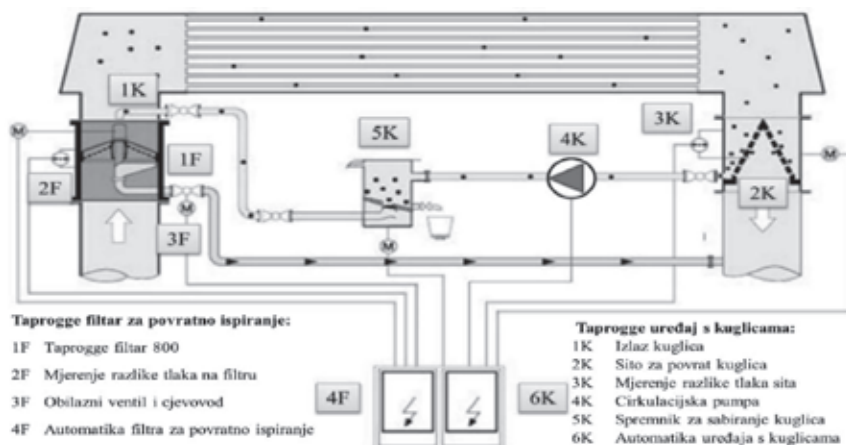 1K
3K
5K
4K
M
1F
M
2F
2K
3F
M
M
Taprogge filtar za povratno ispiranje:
1F Taprogge filtar 800
2F Mjerenje razlike tlaka na filtru
3F Obilazni ventil i cjevovod
4F Automatika filtra za povratno ispiranje
4F
6K
Taprogge uređaj s kuglicama:
1K Izlaz kuglica
2K Sito za povrat kuglica
3K Mjerenje razlike tlaka sita
4K Cirkulacijska pumpa
5K Spremnik za sabiranje kuglica
6K Automatika uređaja s kuglicama